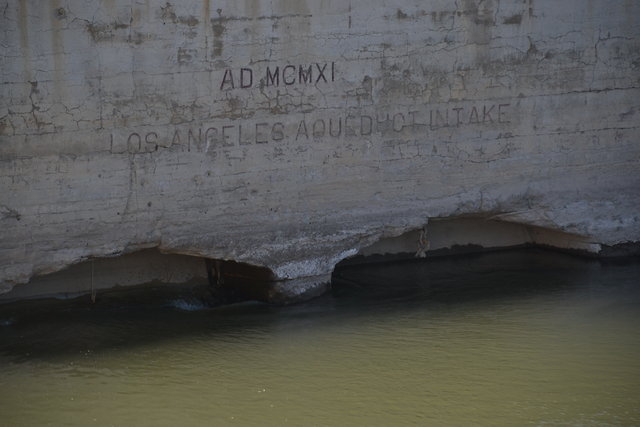 AD MCMXI
LOS ANGELES AQUEDUCT INTAKE